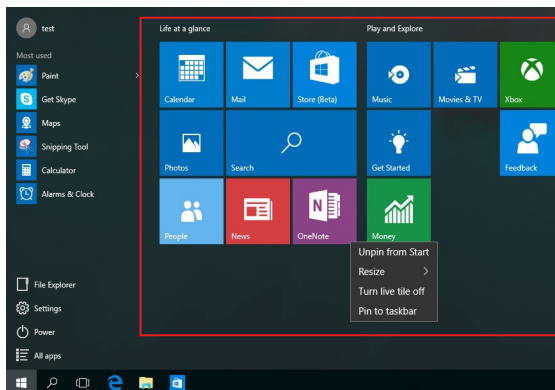 test
Most used
Paint
Get Skype
Maps
Snipping Tool
Calculator
Alarms & Clock
File Explorer
Settings
Power
All apps
Life at a glance
Calendar
Mail
Store (Beta)
Photos
Search
People
News
OneNote
Play and Explore
Music
Movies & TV
Xbox
Get Started
Feedback
Money
Unpin from Start
Resize
Turn live tile off
Pin to taskbar